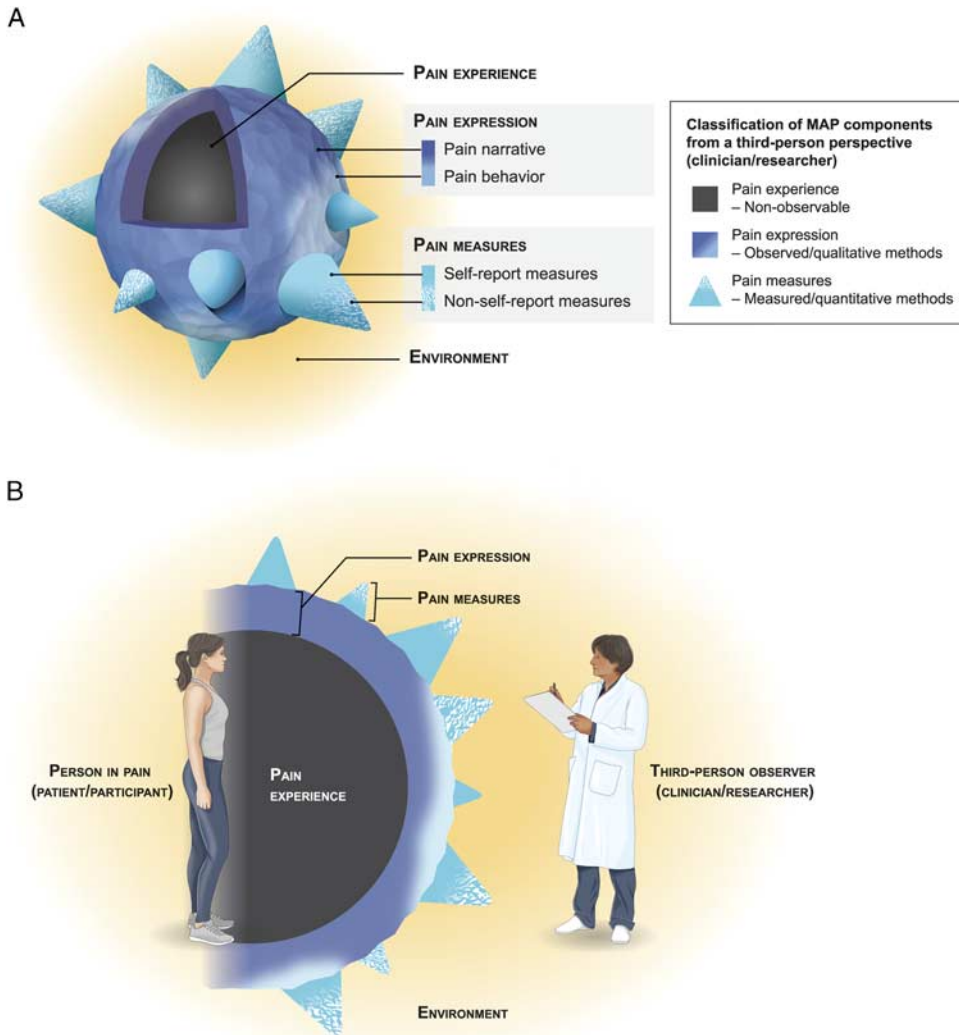 A
PAIN EXPERIENCE
PAIN EXPRESSION
Pain narrative
Pain behavior
PAIN MEASURES
Self-report measures
Non-self-report measures
ENVIRONMENT
Classification of MAP components
from a third-person perspective
(clinician/researcher)
Pain experience
– Non-observable
Pain expression
– Observed/qualitative methods
Pain measures
– Measured/quantitative methods
B
PAIN EXPRESSION
PAIN MEASURES
PERSON IN PAIN
(PATIENT/PARTICIPANT)
PAIN
EXPERIENCE
THIRD-PERSON OBSERVER
(CLINICIAN/RESEARCHER)
ENVIRONMENT